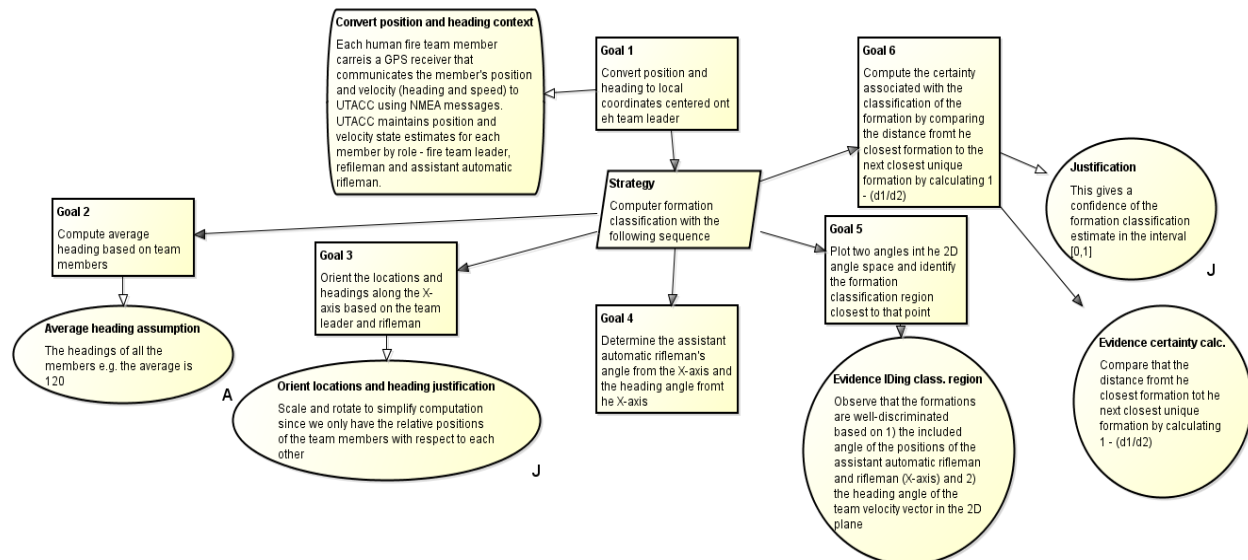 Convert position and heading context
Each human fire team member
carreis a GPS receiver that
communicates the member's position
and velocity (heading and speed) to
UTACC using NMEA messages.
UTACC maintains position and
velocity state estimates for each
member by role - fire team leader,
refileman and assistant automatic
rifleman.
Goal 1
Convert position and
heading to local
coordinates centered ont
eh team leader
Goal 6
Compute the certainty
associated with the
classification of the
formation by comparing
the distance fromt he
closest formation to the
next closest unique
formation by calculating 1
- (d1/d2)
Justification
This gives a
confidence of the
formation classification
estimate in the interval
[0,1]
J
Strategy
Computer formation
classification with the
following sequence
Goal 2
Compute average
heading based on team
members
Goal 3
Orient the locations and
headings along the X-
axis based on the team
leader and rifleman
Goal 5
Plot two angles int he 2D
angle space and identify
the formation
classification region
closest to that point
Goal 4
Determine the assistant
automatic rifleman's
angle from the X-axis and
the heading angle fromt
he X-axis
Average heading assumption
The headings of all the
members e.g. the average is
120
A
Orient locations and heading justification
Scale and rotate to simplify computation
since we only have the relative positions
of the team members with respect to each
other
J
Evidence IDing class. region
Observe that the formations
are well-discriminated
based on 1) the included
angle of the positions of the
assistant automatic rifleman
and rifleman (X-axis) and 2)
the heading angle of the
team velocity vector in the 2D
plane
Evidence certainty calc.
Compare that the
distance fromt he
closest formation tot he
next closest unique
formation by calculating
1 - (d1/d2)